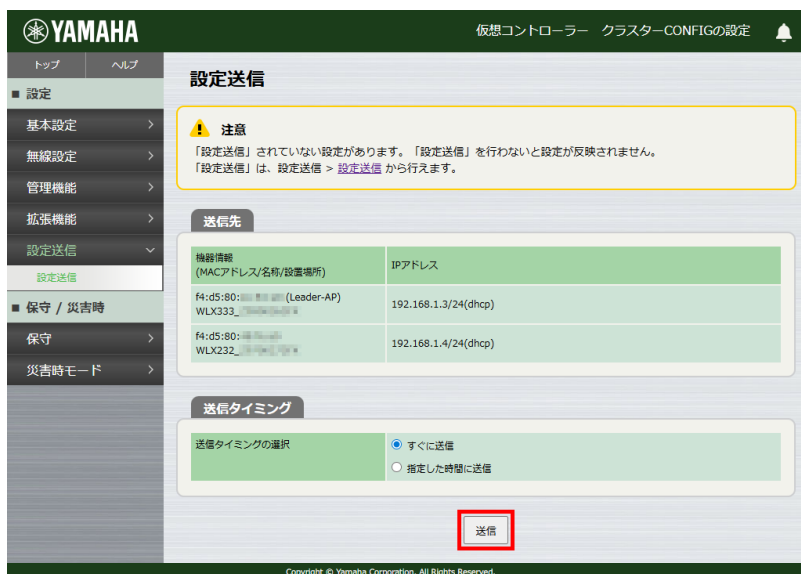 YAMAHA
仮想コントローラー クラスターCONFIGの設定
トップ ヘルプ
■ 設定
基本設定
無線設定
管理機能
拡張機能
設定送信
設定送信
■ 保守 / 災害時
保守
災害時モード
設定送信
注意
「設定送信」されていない設定があります。「設定送信」を行わないと設定が反映されません。
「設定送信」は、設定送信 > 設定送信 から行えます。
送信先
機器情報
(MACアドレス/名称/設置場所)
IPアドレス
f4:d5:80: (Leader-AP)
WLX333_
192.168.1.3/24(dhcp)
f4:d5:80:
WLX232_
192.168.1.4/24(dhcp)
送信タイミング
送信タイミングの選択
すぐに送信
指定した時間に送信
送信
Copyright © Yamaha Corporation. All Rights Reserved.